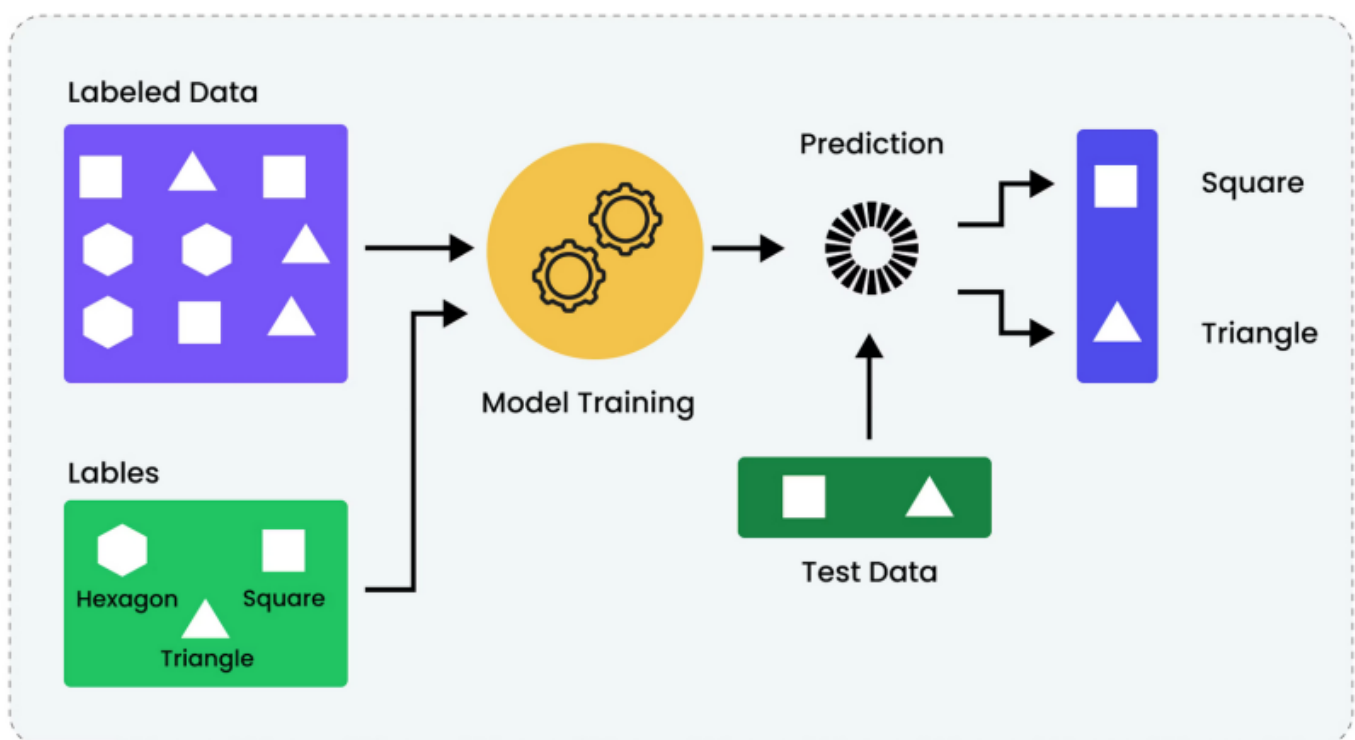 Labeled Data
Prediction
Square
Triangle
Model Training
Lables
Hexagon
Square
Triangle
Test Data